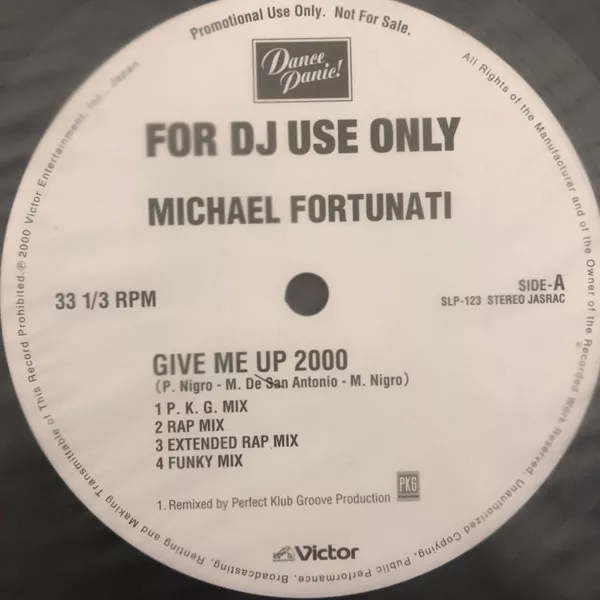 Promotional Use Only. Not For Sale.
Dance
Panic!
FOR DJ USE ONLY
MICHAEL FORTUNATI
33 1/3 RPM
SIDE-A
SLP-123 STEREO JASRAC
GIVE ME UP 2000
(P. Nigro - M. De San Antonio - M. Nigro)
1 P. K. G. MIX
2 RAP MIX
3 EXTENDED RAP MIX
4 FUNKY MIX
1. Remixed by Perfect Klub Groove Production
PKG
Victor
All Rights of the Manufacturer and of the Owner of the Recorded Work Reserved. Unauthorized Copying, Public Performance, Broadcasting, Renting and Making Transmittable of This Record Prohibited. ℗ 2000 Victor Entertainment, Inc., Japan.